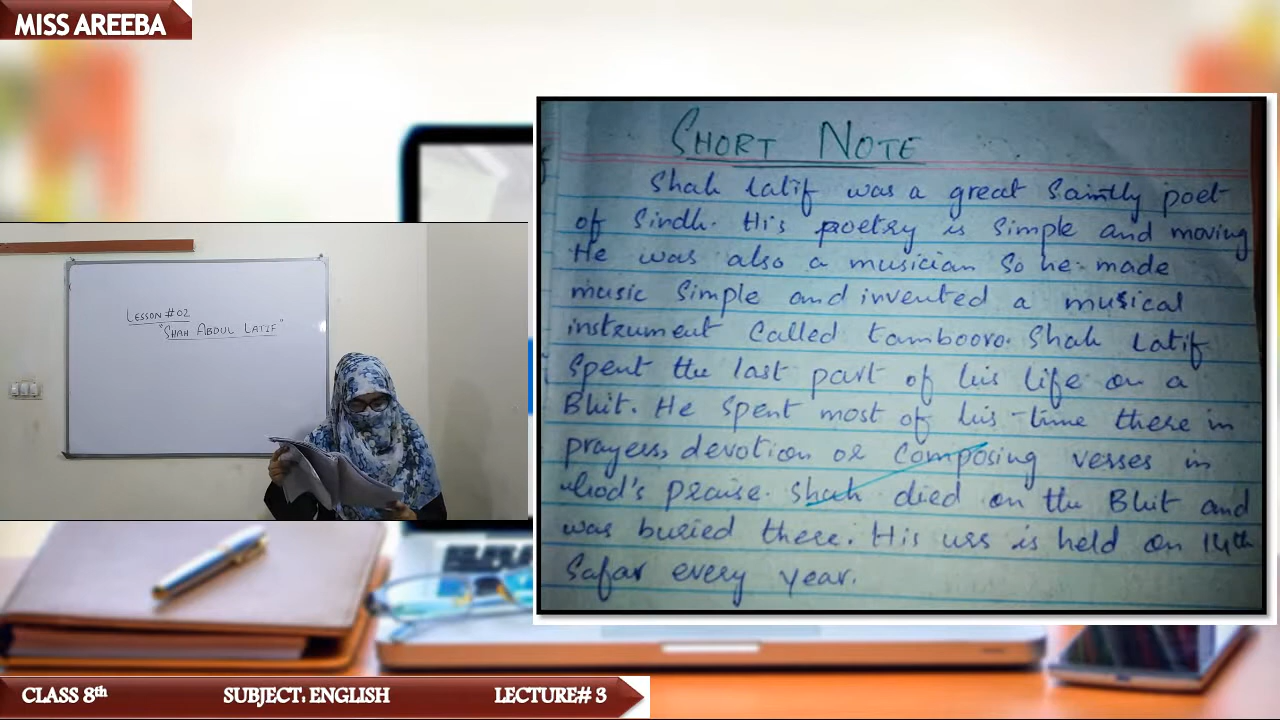 MISS AREEBA
LESSON #02
"SHAH ABDUL LATIF"
SHORT NOTE
Shah Latif was a great Saintly poet
of Sindh. His poetry is simple and moving
He was also a musician So he made
music Simple and invented a musical
instrument Called tambooro. Shah Latif
Spent the last part of his life on a
Bhit. He spent most of his time there in
prayers, devotion or Composing verses in
God's praise. Shah died on the Bhit and
was buried there. His urs is held on 14th
Safar every year.
CLASS 8th SUBJECT: ENGLISH LECTURE# 3